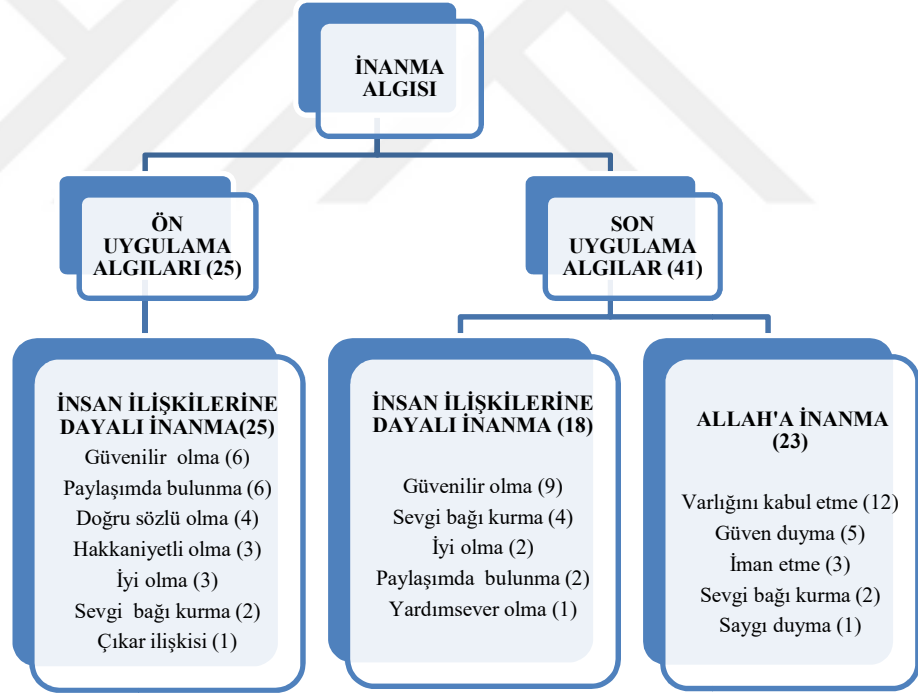 İNANMA
ALGISI
ÖN
UYGULAMA
ALGILARI (25)
SON
UYGULAMA
ALGILAR (41)
İNSAN İLİŞKİLERİNE
DAYALI İNANMA(25)
Güvenilir olma (6)
Paylaşımda bulunma (6)
Doğru sözlü olma (4)
Hakkaniyetli olma (3)
İyi olma (3)
Sevgi bağı kurma (2)
Çıkar ilişkisi (1)
İNSAN İLİŞKİLERİNE
DAYALI İNANMA (18)
Güvenilir olma (9)
Sevgi bağı kurma (4)
İyi olma (2)
Paylaşımda bulunma (2)
Yardımsever olma (1)
ALLAH'A İNANMA
(23)
Varlığını kabul etme (12)
Güven duyma (5)
İman etme (3)
Sevgi bağı kurma (2)
Saygı duyma (1)